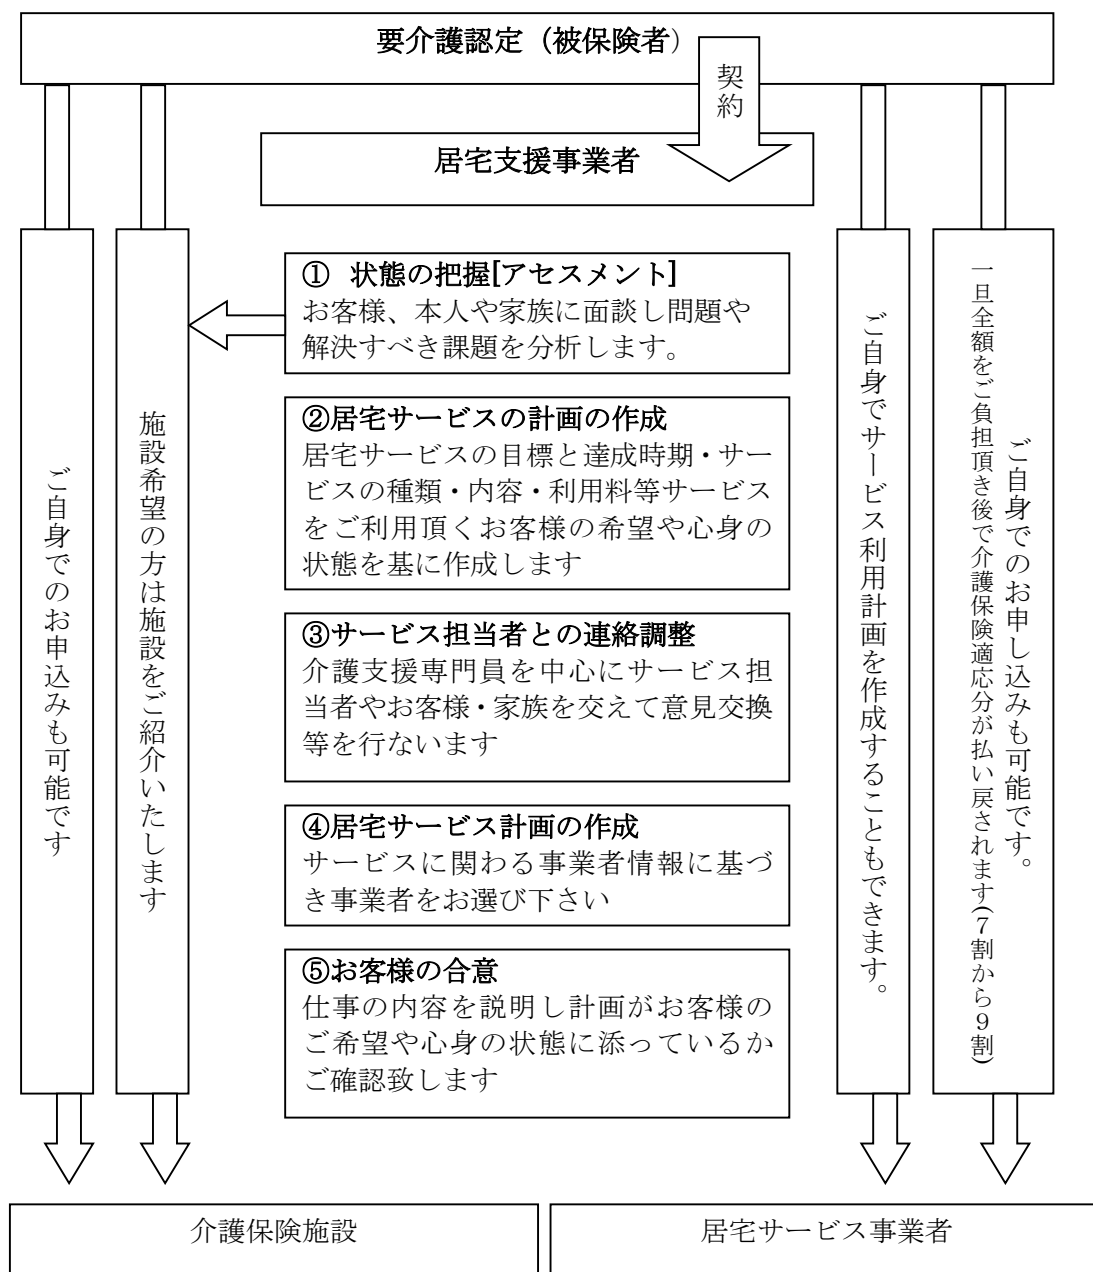 要介護認定（被保険者）
契約
居宅支援事業者
① 状態の把握[アセスメント]
お客様、本人や家族に面談し問題や
解決すべき課題を分析します。
②居宅サービスの計画の作成
居宅サービスの目標と達成時期・サー
ビスの種類・内容・利用料等サービス
をご利用頂くお客様の希望や心身の
状態を基に作成します
③サービス担当者との連絡調整
介護支援専門員を中心にサービス担
当者やお客様・家族を交えて意見交換
等を行ないます
④居宅サービス計画の作成
サービスに関わる事業者情報に基づ
き事業者をお選び下さい
⑤お客様の合意
仕事の内容を説明し計画がお客様の
ご希望や心身の状態に添っているか
ご確認致します
ご自身でのお申し込みも可能です。
一旦全額をご負担頂き後で介護保険適応分が払い戻されます(7割から9割)
ご自身でサービス利用計画を作成することもできます。
施設希望の方は施設をご紹介いたします
ご自身でのお申込みも可能です
介護保険施設
居宅サービス事業者